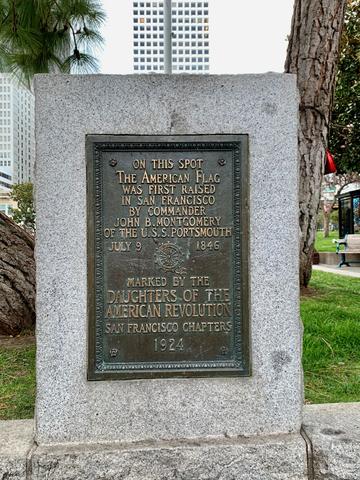 ON THIS SPOT
THE AMERICAN FLAG
WAS FIRST RAISED
IN SAN FRANCISCO
BY COMMANDER
JOHN B. MONTGOMERY
OF THE U.S.S. PORTSMOUTH
JULY 9, 1846
MARKED BY THE
DAUGHTERS OF THE
AMERICAN REVOLUTION
SAN FRANCISCO CHAPTERS
1924